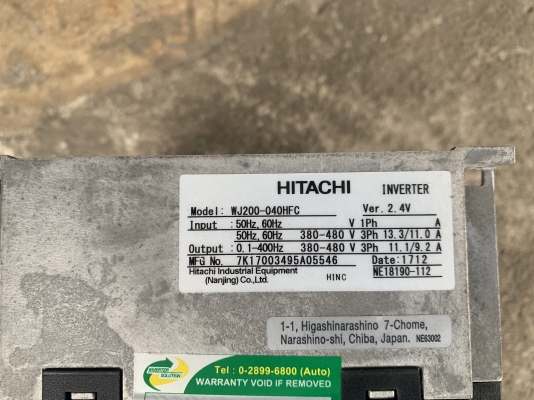 HITACHI INVERTER
Model: WJ200-040HFC Ver. 2.4V
Input: 50Hz, 60Hz V 1Ph A
50Hz, 60Hz 380-480 V 3Ph 13.3/11.0 A
Output: 0.1-400Hz 380-480 V 3Ph 11.1/9.2 A
MFG No. 7K17003495A05546 Date: 1712
Hitachi Industrial Equipment HINC NE18190-112
(Nanjing) Co., Ltd.
1-1, Higashinarashino 7-Chome,
Narashino-shi, Chiba, Japan. NE63002
INVERTER
SOLUTION
Tel : 0-2899-6800 (Auto)
WARRANTY VOID IF REMOVED